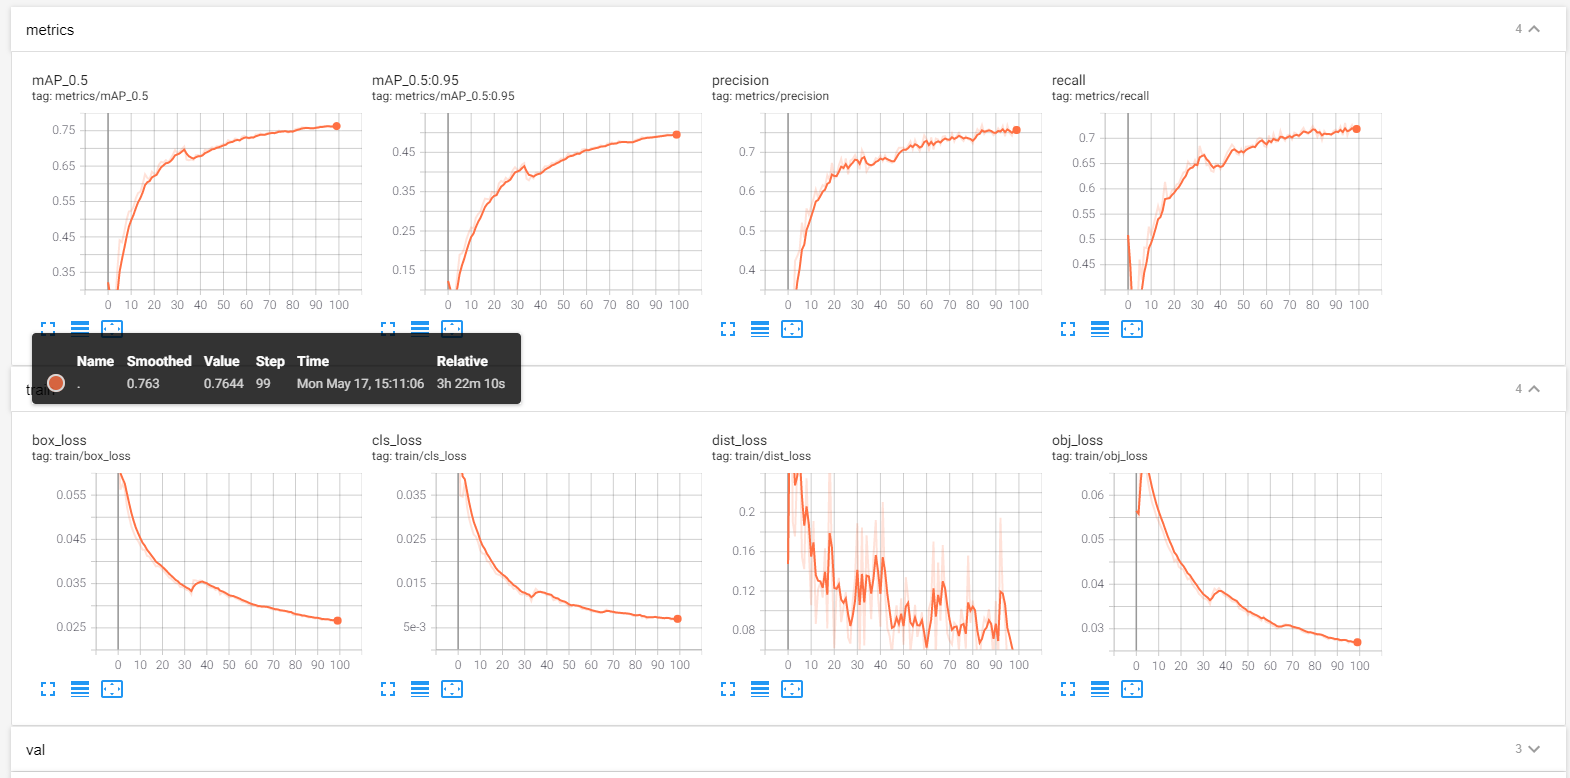 metrics
4
mAP_0.5
tag: metrics/mAP_0.5
0.75
0.65
0.55
0.45
0.35
0 10 20 30 40 50 60 70 80 90 100
mAP_0.5:0.95
tag: metrics/mAP_0.5:0.95
0.45
0.35
0.25
0.15
0 10 20 30 40 50 60 70 80 90 100
precision
tag: metrics/precision
0.7
0.6
0.5
0.4
0 10 20 30 40 50 60 70 80 90 100
recall
tag: metrics/recall
0.7
0.65
0.6
0.55
0.5
0.45
0 10 20 30 40 50 60 70 80 90 100
Name Smoothed Value Step Time Relative
. 0.763 0.7644 99 Mon May 17, 15:11:06 3h 22m 10s
train
4
box_loss
tag: train/box_loss
0.055
0.045
0.035
0.025
0 10 20 30 40 50 60 70 80 90 100
cls_loss
tag: train/cls_loss
0.035
0.025
0.015
5e-3
0 10 20 30 40 50 60 70 80 90 100
dist_loss
tag: train/dist_loss
0.2
0.16
0.12
0.08
0 10 20 30 40 50 60 70 80 90 100
obj_loss
tag: train/obj_loss
0.06
0.05
0.04
0.03
0 10 20 30 40 50 60 70 80 90 100
val
3